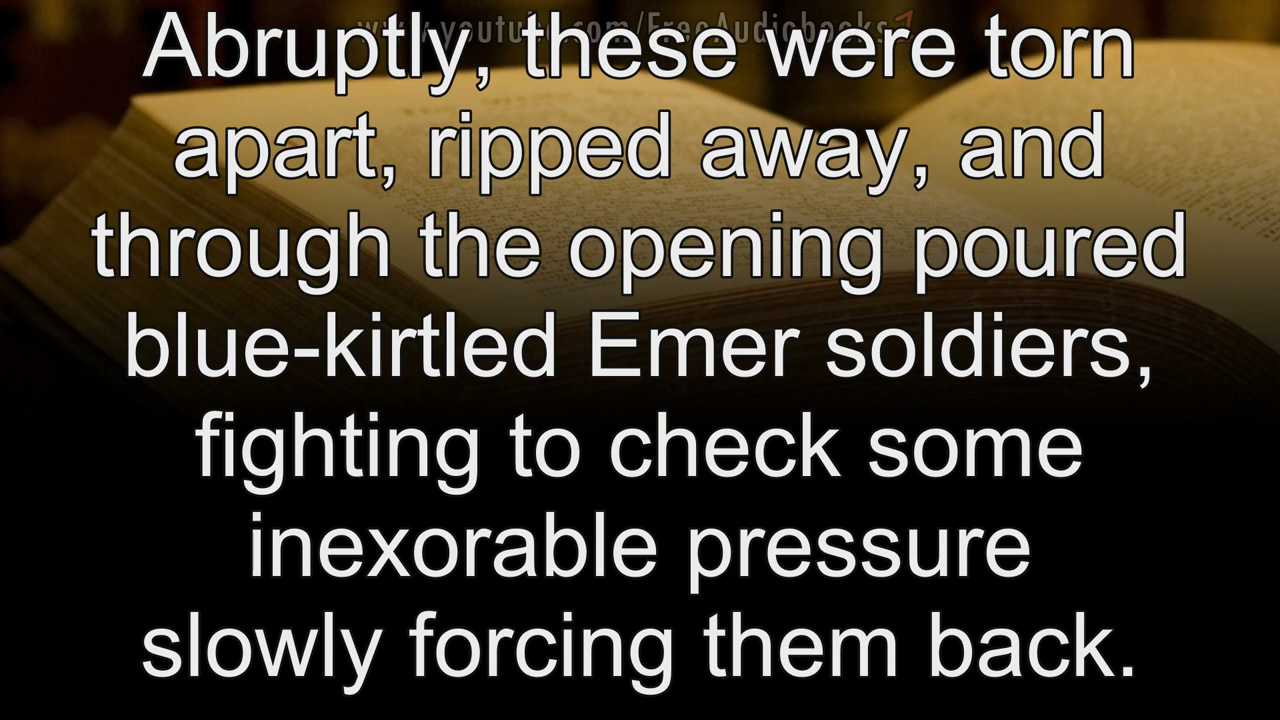 www.youtube.com/FreeAudiobooks7
Abruptly, these were torn
apart, ripped away, and
through the opening poured
blue-kirtled Emer soldiers,
fighting to check some
inexorable pressure
slowly forcing them back.